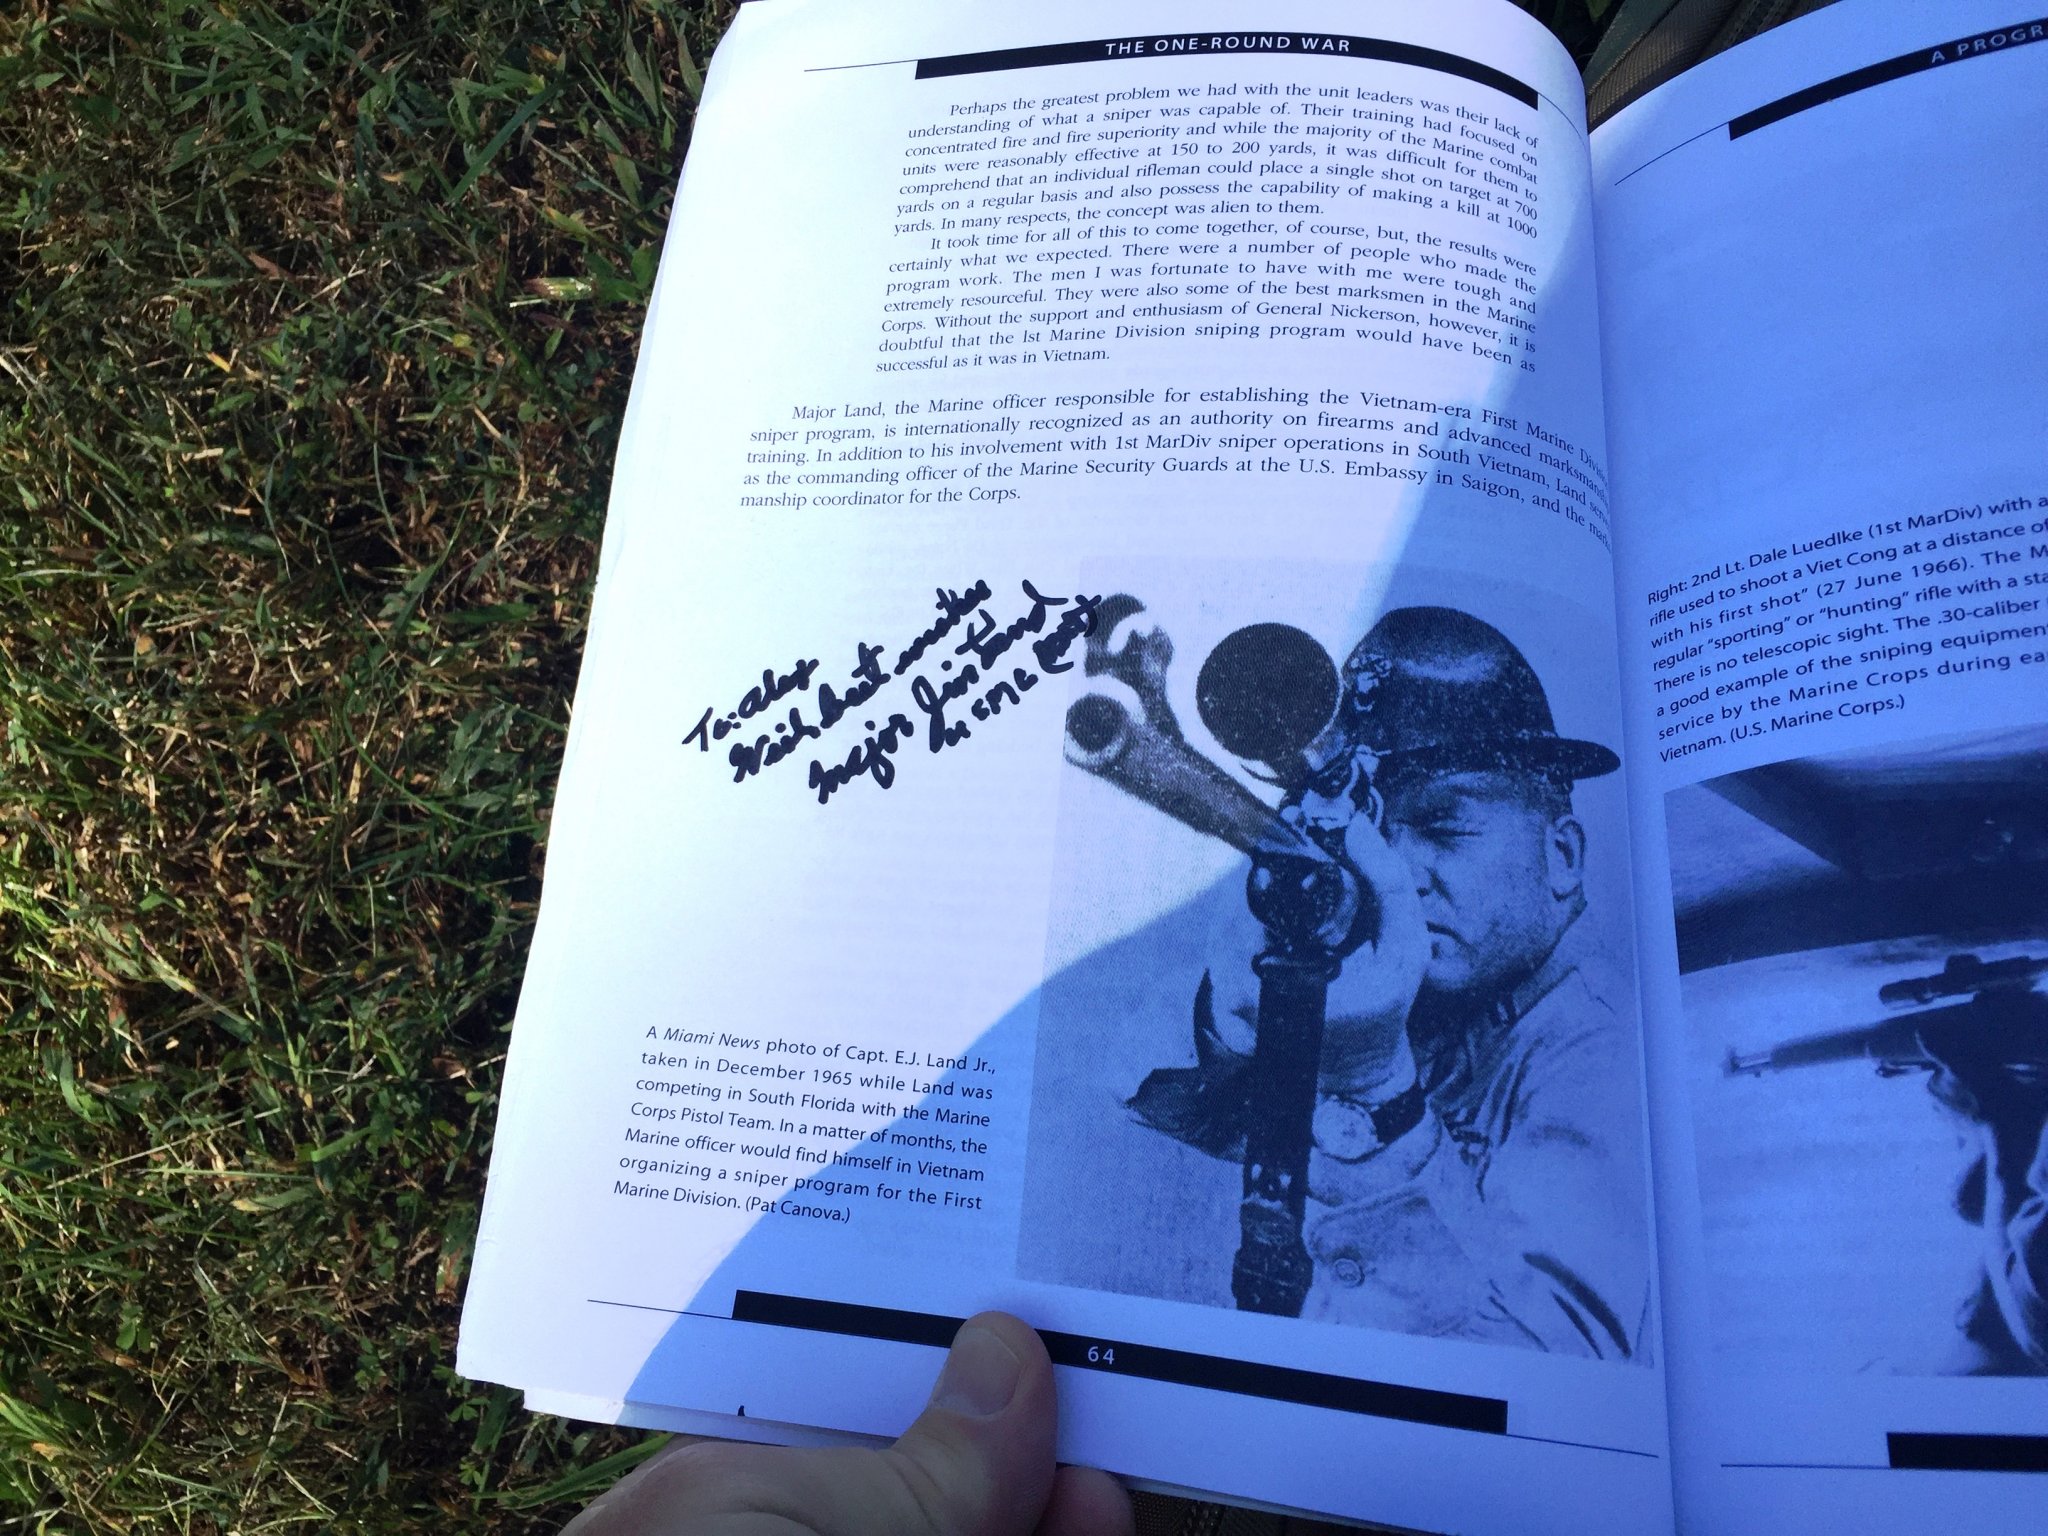 THE ONE-ROUND WAR
Perhaps the greatest problem we had with the unit leaders was their lack of
understanding of what a sniper was capable of. Their training had focused on
concentrated fire and fire superiority and while the majority of the Marine combat
units were reasonably effective at 150 to 200 yards, it was difficult for them to
comprehend that an individual rifleman could place a single shot on target at 700
yards on a regular basis and also possess the capability of making a kill at 1000
yards. In many respects, the concept was alien to them.
It took time for all of this to come together, of course, but, the results were
certainly what we expected. There were a number of people who made the
program work. The men I was fortunate to have with me were tough and
extremely resourceful. They were also some of the best marksmen in the Marine
Corps. Without the support and enthusiasm of General Nickerson, however, it is
doubtful that the lst Marine Division sniping program would have been as
successful as it was in Vietnam.
Major Land, the Marine officer responsible for establishing the Vietnam-era First Marine Divis
sniper program, is internationally recognized as an authority on firearms and advanced marksmansh
training. In addition to his involvement with 1st MarDiv sniper operations in South Vietnam, Land serv
as the commanding officer of the Marine Security Guards at the U.S. Embassy in Saigon, and the mark
manship coordinator for the Corps.
To: Alex
With best wishes
Major Jim Land
USMC (Ret)
A Miami News photo of Capt. E.J. Land Jr.,
taken in December 1965 while Land was
competing in South Florida with the Marine
Corps Pistol Team. In a matter of months, the
Marine officer would find himself in Vietnam
organizing a sniper program for the First
Marine Division. (Pat Canova.)
64
A PROGR
Right: 2nd Lt. Dale Luedlke (1st MarDiv) with a
rifle used to shoot a Viet Cong at a distance of
with his first shot" (27 June 1966). The M
regular "sporting" or "hunting" rifle with a sta
There is no telescopic sight. The .30-caliber
a good example of the sniping equipment
service by the Marine Crops during ea
Vietnam. (U.S. Marine Corps.)